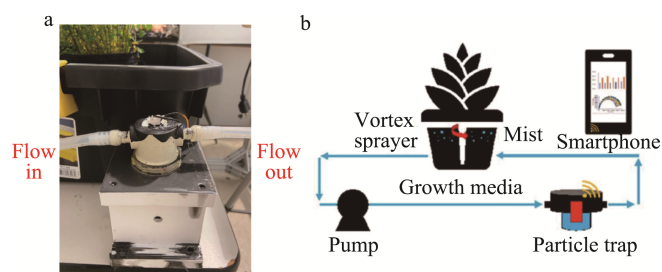 a
Flow
in
Flow
out
b
Vortex
sprayer
Mist
Smartphone
Growth media
Pump
Particle trap